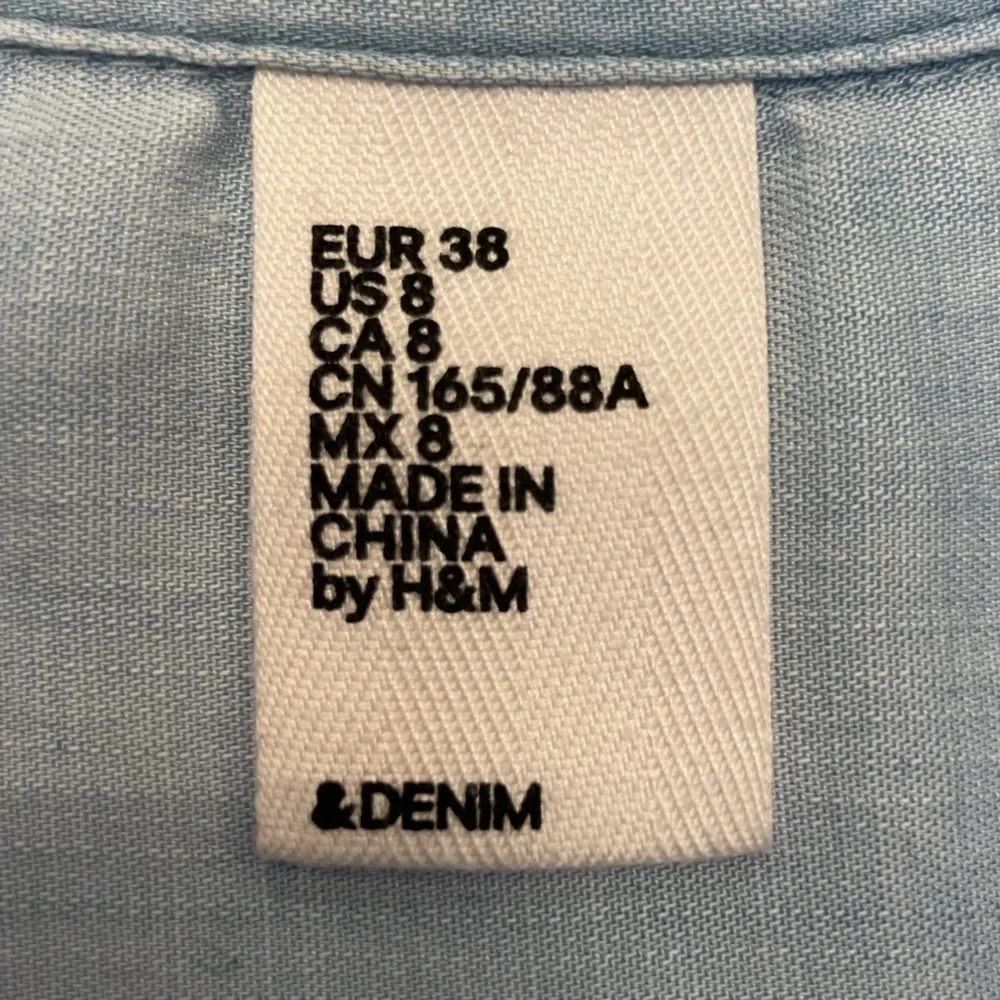 EUR 38
US 8
CA 8
CN 165/88A
MX 8
MADE IN
CHINA
by H&M
&DENIM